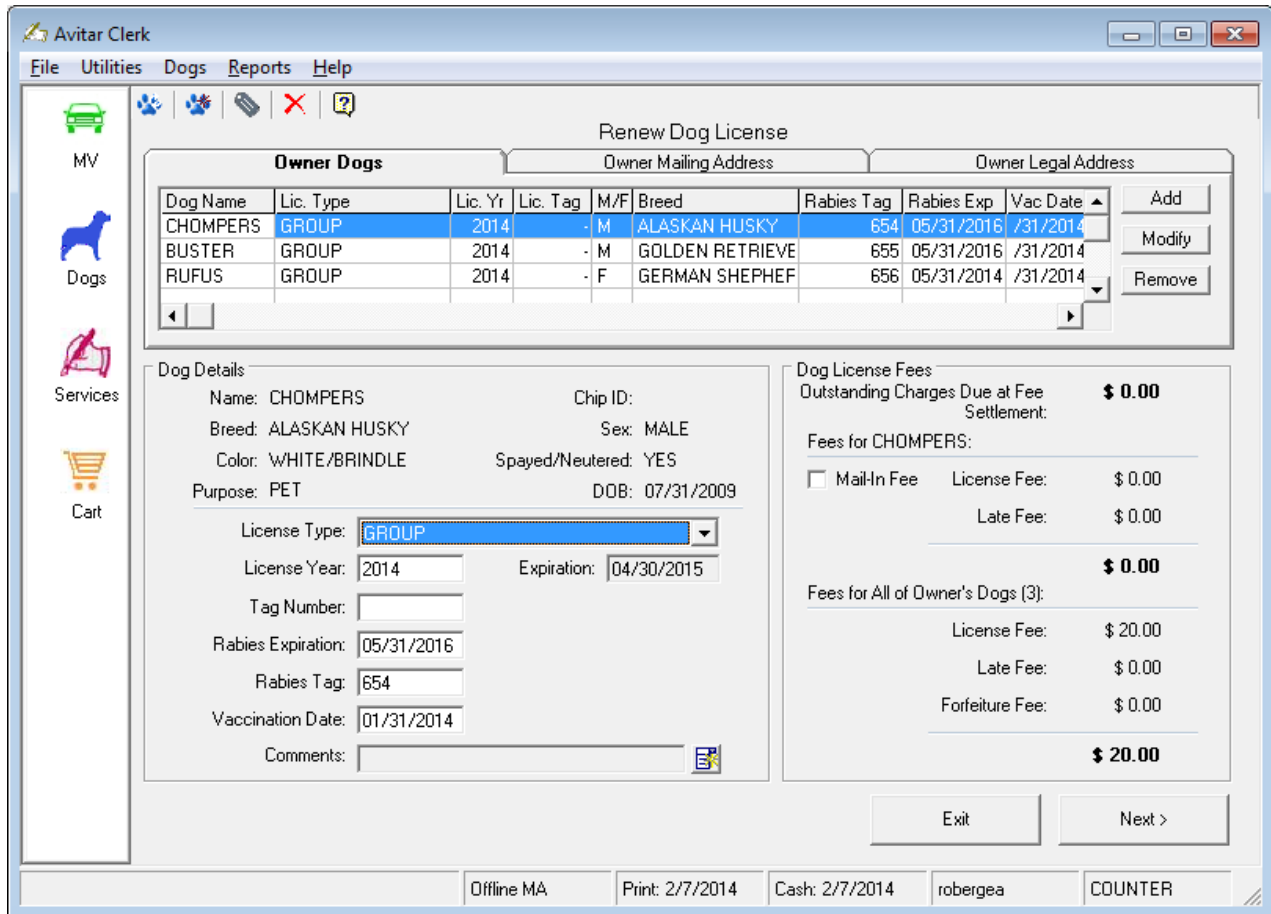 Avitar Clerk
File Utilities Dogs Reports Help
MV
Dogs
Services
Cart
Renew Dog License
Owner Dogs Owner Mailing Address Owner Legal Address
Dog Name Lic. Type Lic. Yr Lic. Tag M/F Breed Rabies Tag Rabies Exp Vac Date
CHOMPERS GROUP 2014 - M ALASKAN HUSKY 654 05/31/2016 /31/2014
BUSTER GROUP 2014 - M GOLDEN RETRIEVE 655 05/31/2016 /31/2014
RUFUS GROUP 2014 - F GERMAN SHEPHEF 656 05/31/2014 /31/2014
Add
Modify
Remove
Dog Details
Name: CHOMPERS Chip ID:
Breed: ALASKAN HUSKY Sex: MALE
Color: WHITE/BRINDLE Spayed/Neutered: YES
Purpose: PET DOB: 07/31/2009
License Type: GROUP
License Year: 2014 Expiration: 04/30/2015
Tag Number:
Rabies Expiration: 05/31/2016
Rabies Tag: 654
Vaccination Date: 01/31/2014
Comments:
Dog License Fees
Outstanding Charges Due at Fee $ 0.00
Settlement:
Fees for CHOMPERS:
Mail-In Fee License Fee: $ 0.00
Late Fee: $ 0.00
$ 0.00
Fees for All of Owner's Dogs (3):
License Fee: $ 20.00
Late Fee: $ 0.00
Forfeiture Fee: $ 0.00
$ 20.00
Exit Next >
Offline MA Print: 2/7/2014 Cash: 2/7/2014 robergea COUNTER